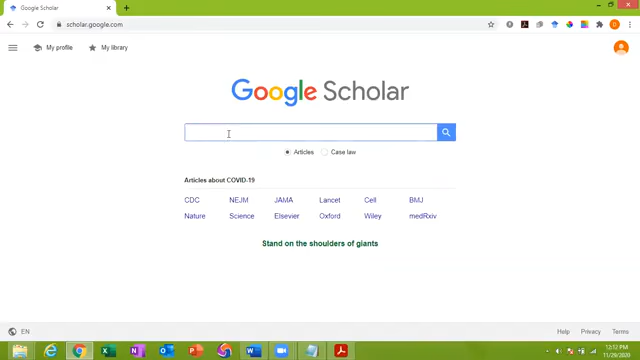 Google Scholar
scholar.google.com
My profile
My library
Google Scholar
Articles
Case law
Articles about COVID-19
CDC NEJM JAMA Lancet Cell BMJ
Nature Science Elsevier Oxford Wiley medRxiv
Stand on the shoulders of giants
EN
Help Privacy Terms
12:12 PM
11/29/2020